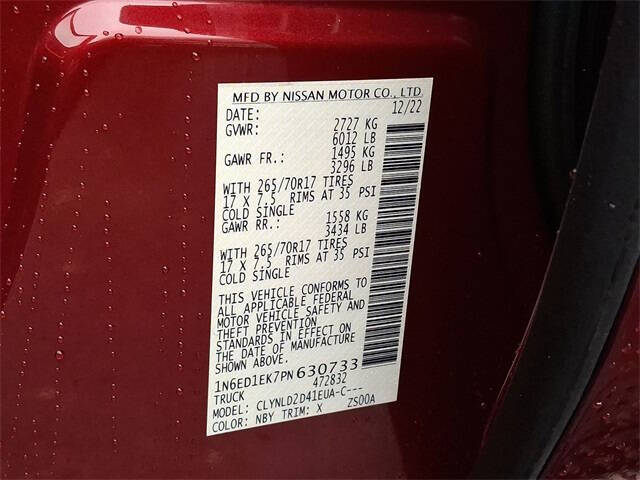 MFD BY NISSAN MOTOR CO., LTD.
DATE: 12/22
GVWR: 2727 KG
6012 LB
GAWR FR.: 1495 KG
3296 LB
WITH 265/70R17 TIRES
17 X 7.5 RIMS AT 35 PSI
COLD SINGLE
GAWR RR.: 1558 KG
3434 LB
WITH 265/70R17 TIRES
17 X 7.5 RIMS AT 35 PSI
COLD SINGLE
THIS VEHICLE CONFORMS TO
ALL APPLICABLE FEDERAL
MOTOR VEHICLE SAFETY AND
THEFT PREVENTION
STANDARDS IN EFFECT ON
THE DATE OF MANUFACTURE
SHOWN ABOVE.
1N6ED1EK7PN630733
TRUCK 472832
MODEL: CLYNLD2D41EUA-C---
COLOR: NBY TRIM: X ZS00A